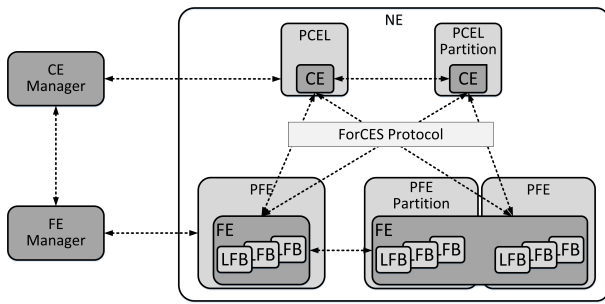 NE
PCEL
PCEL
Partition
CE
CE
CE
Manager
ForCES Protocol
PFE
PFE
Partition
PFE
FE
Manager
FE
FE
LFB
LFB
LFB
LFB
LFB
LFB
LFB
LFB
LFB